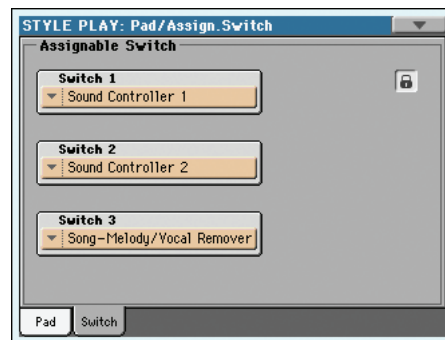 STYLE PLAY: Pad/Assign.Switch
Assignable Switch
Switch 1
Sound Controller 1
Switch 2
Sound Controller 2
Switch 3
Song-Melody/Vocal Remover
Pad Switch